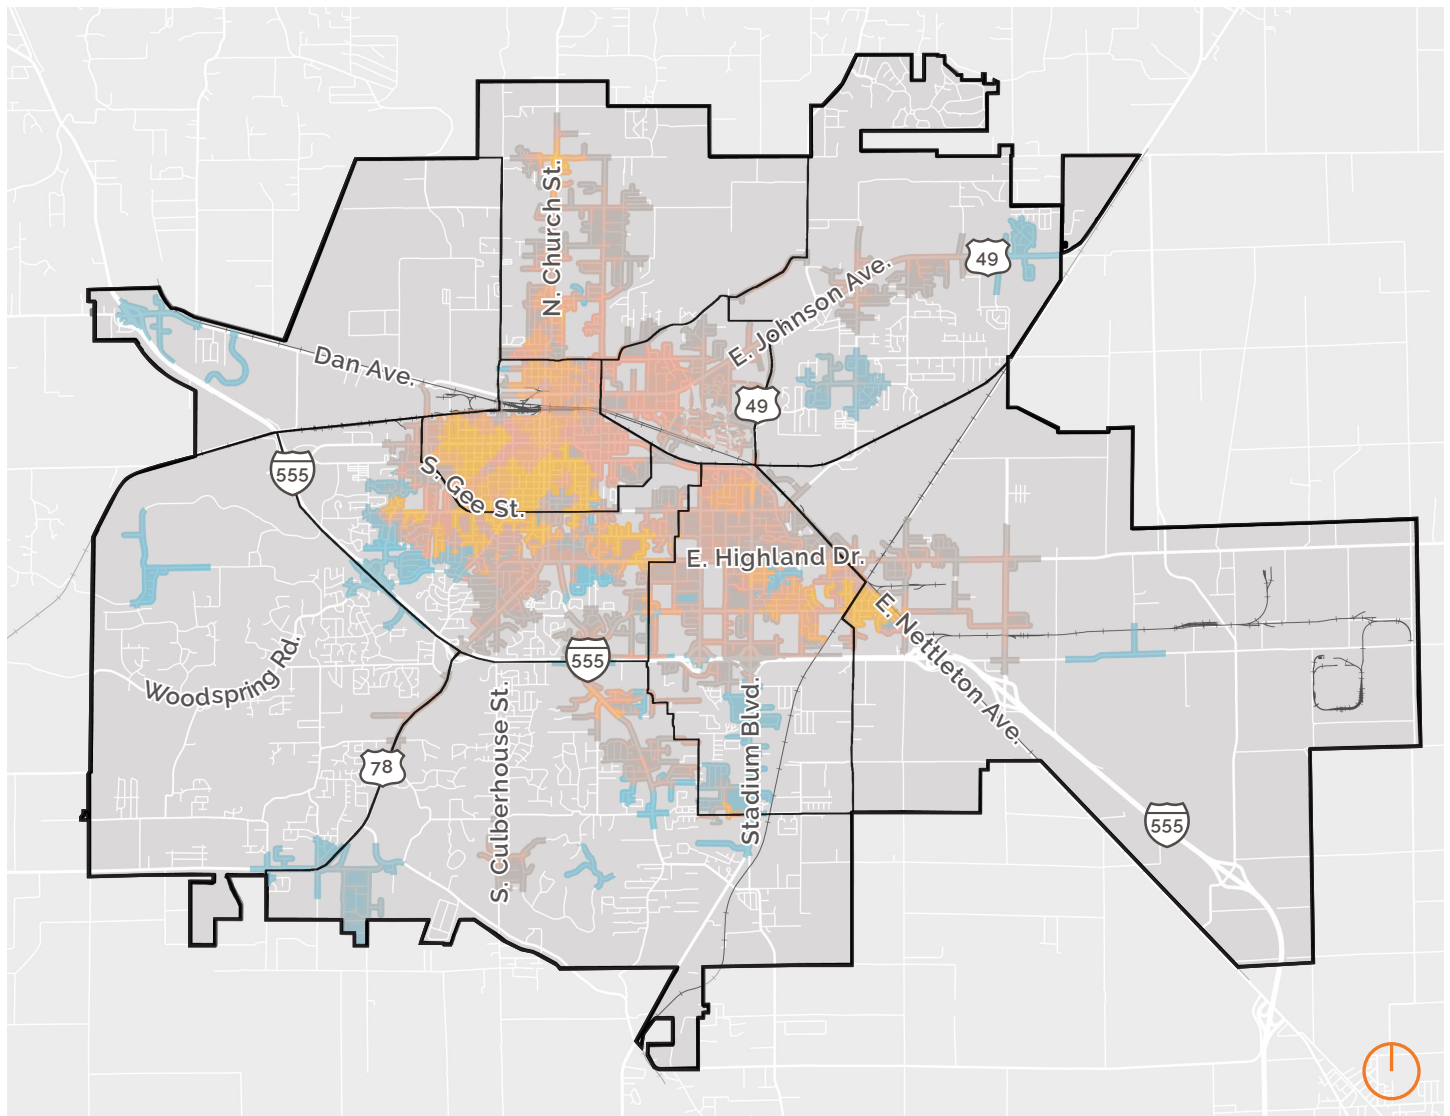 N. Church St.
49
E. Johnson Ave.
Dan Ave.
49
555
S. Gee St.
E. Highland Dr.
E. Nettleton Ave.
Woodspring Rd.
555
S. Culberhouse St.
Stadium Blvd.
78
555